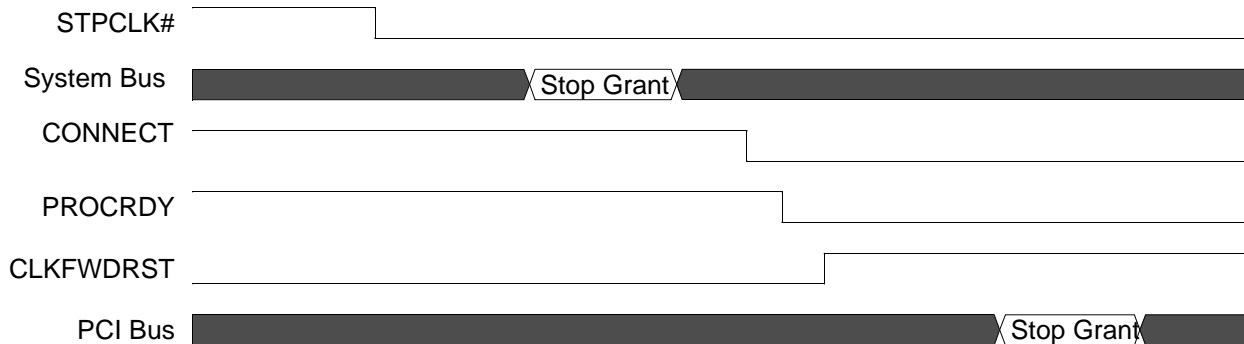 STPCLK#
System Bus Stop Grant
CONNECT
PROCRDY
CLKFWDRST
PCI Bus Stop Grant